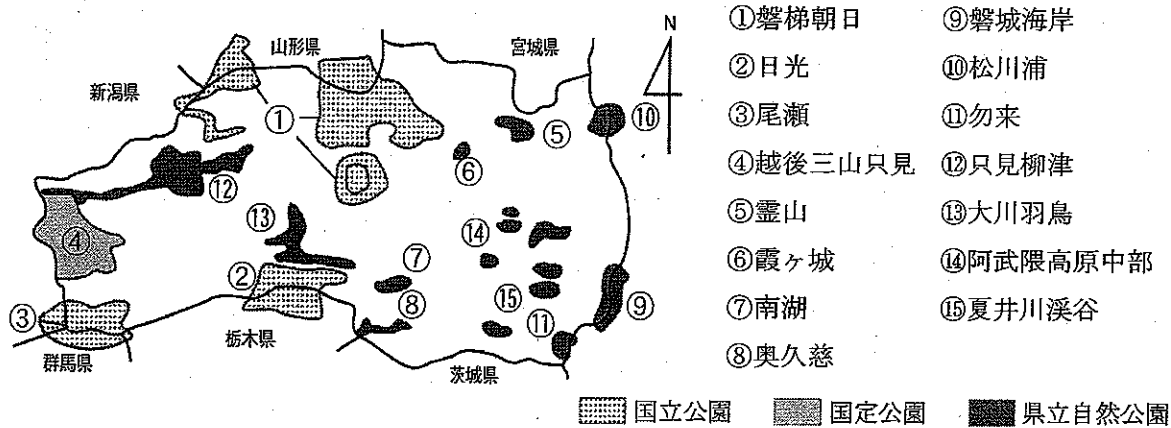 山形県
宮城県
新潟県
N
①
⑤
⑩
⑥
⑫
④
⑬
⑭
②
⑦
⑮
⑨
③
⑧
⑪
群馬県
栃木県
茨城県
①磐梯朝日
②日光
③尾瀬
④越後三山只見
⑤霊山
⑥霞ヶ城
⑦南湖
⑧奥久慈
⑨磐城海岸
⑩松川浦
⑪勿来
⑫只見柳津
⑬大川羽鳥
⑭阿武隈高原中部
⑮夏井川渓谷
国立公園 国定公園 県立自然公園